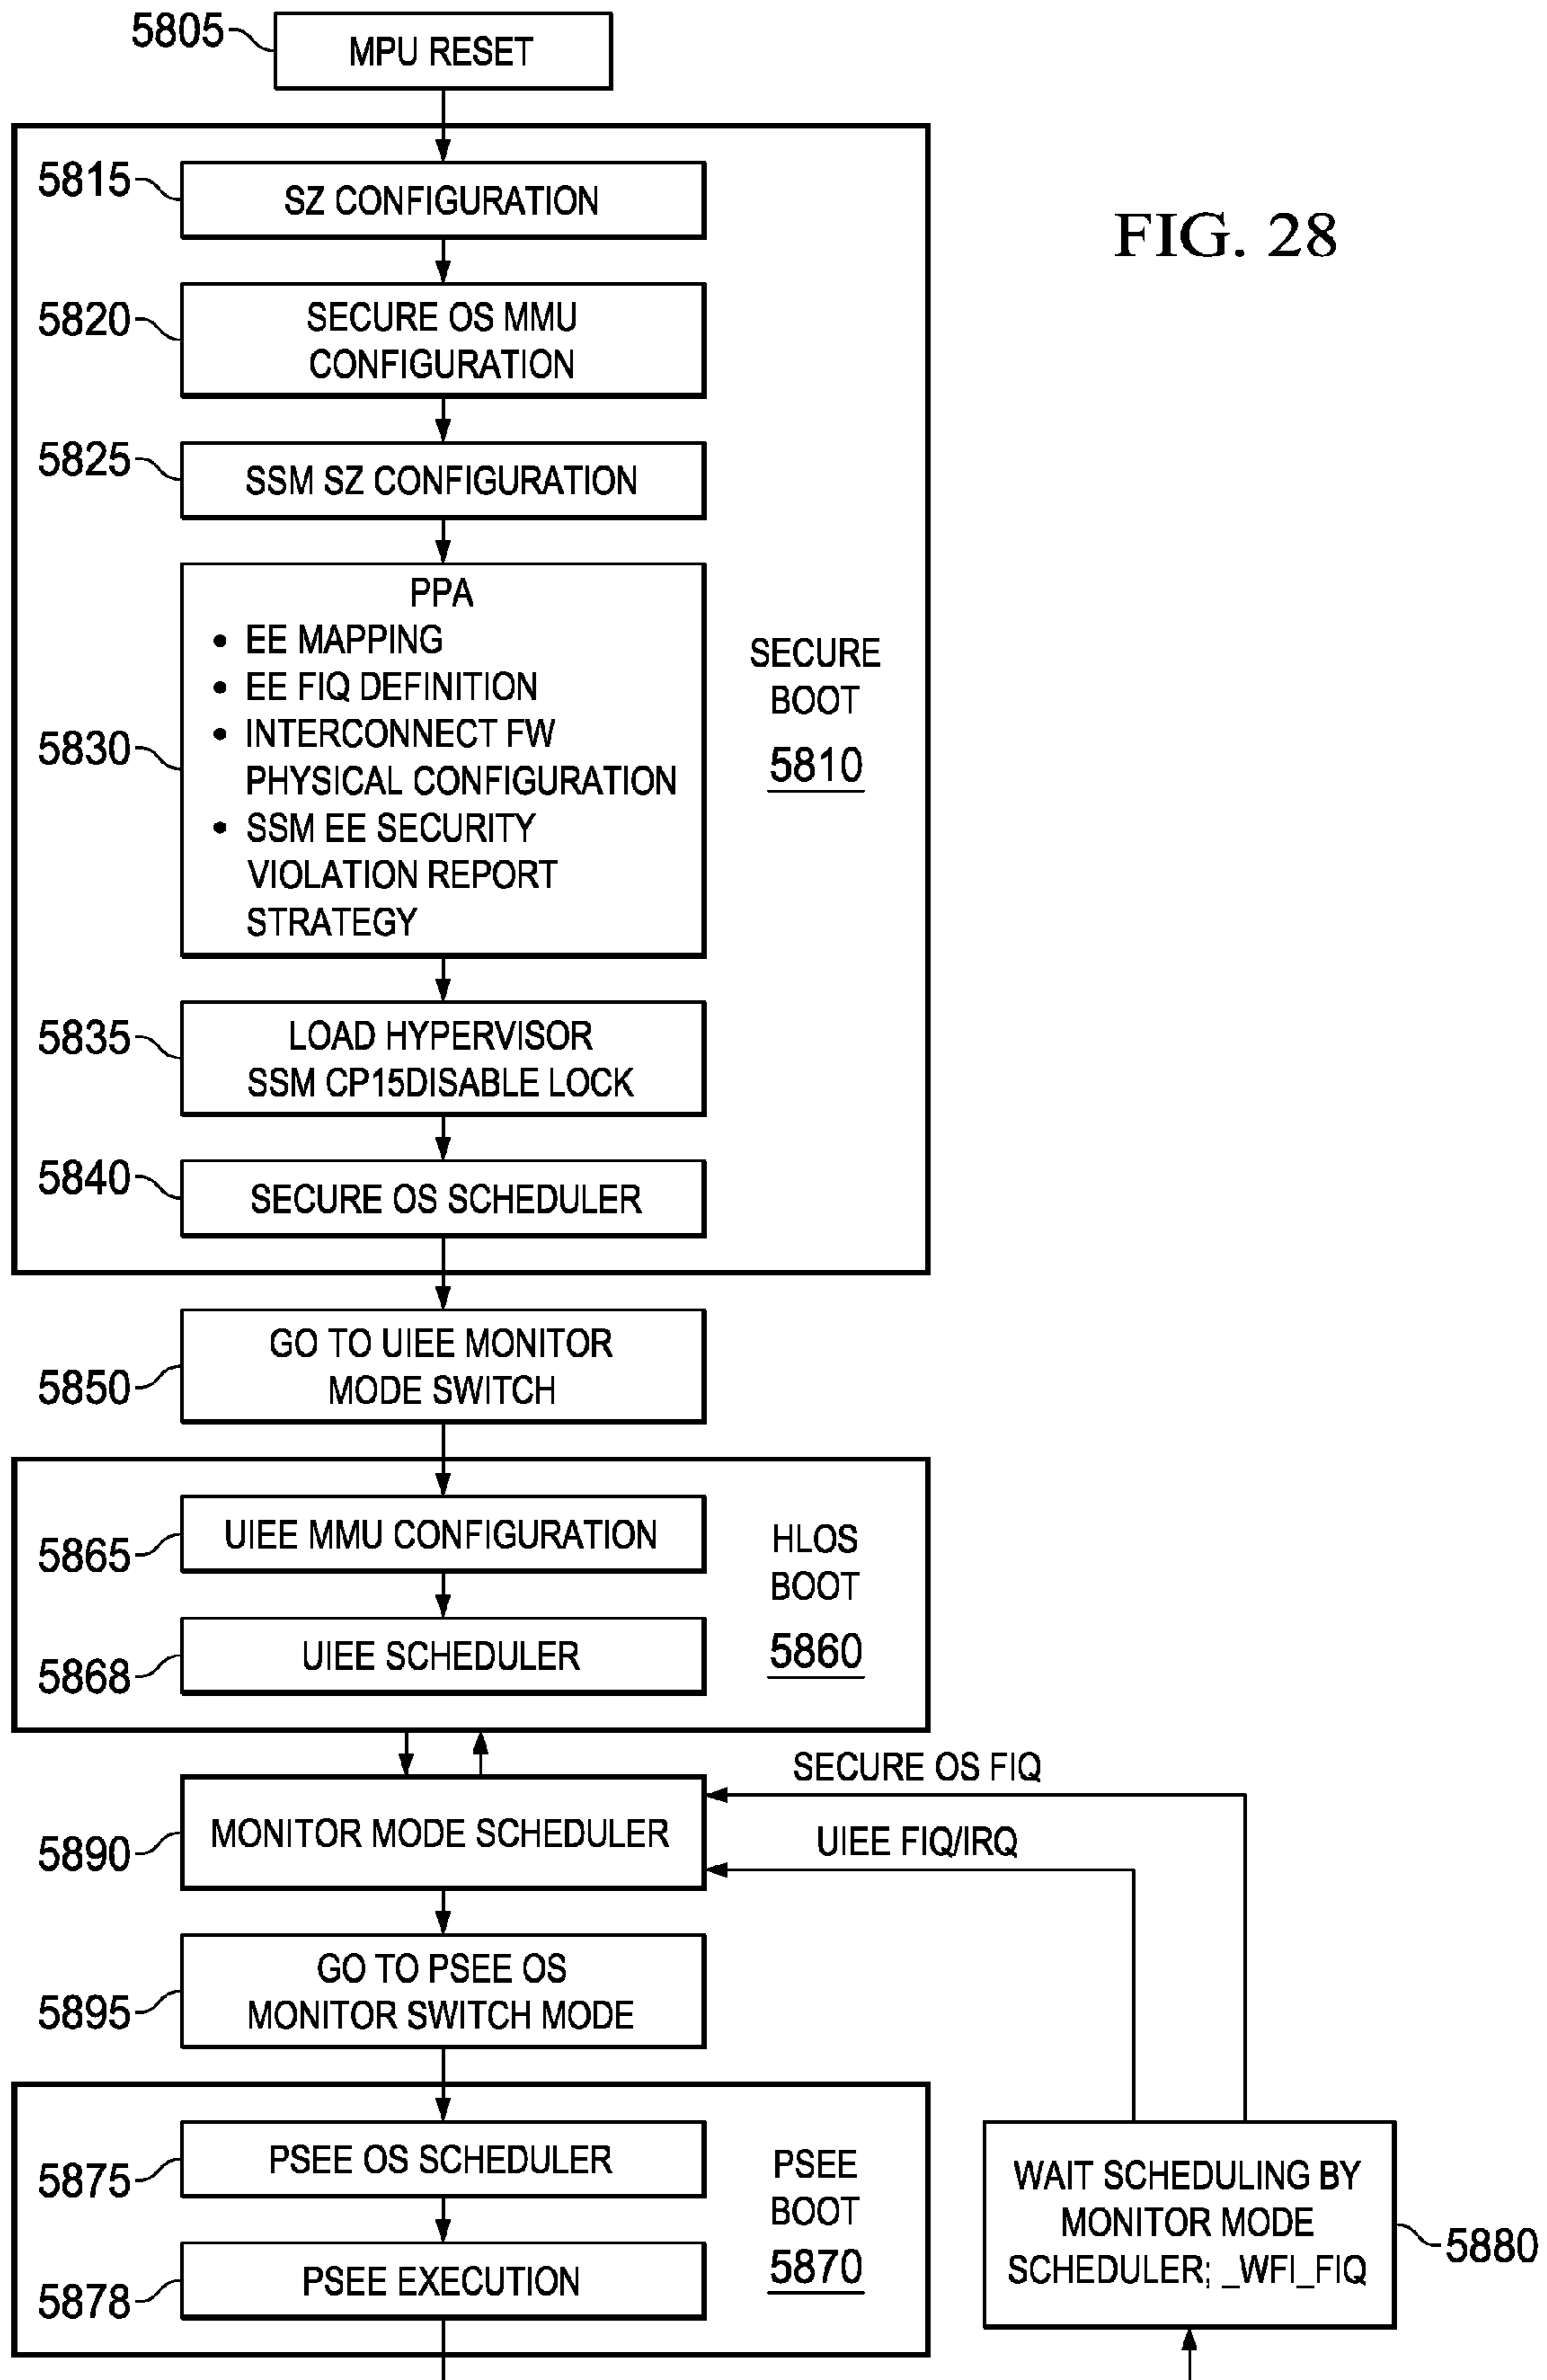 5805
MPU RESET
FIG. 28
5815
SZ CONFIGURATION
5820
SECURE OS MMU
CONFIGURATION
5825
SSM SZ CONFIGURATION
5830
PPA
• EE MAPPING
• EE FIQ DEFINITION
• INTERCONNECT FW
PHYSICAL CONFIGURATION
• SSM EE SECURITY
VIOLATION REPORT
STRATEGY
SECURE
BOOT
5810
5835
LOAD HYPERVISOR
SSM CP15DISABLE LOCK
5840
SECURE OS SCHEDULER
5850
GO TO UIEE MONITOR
MODE SWITCH
5865
UIEE MMU CONFIGURATION
5868
UIEE SCHEDULER
HLOS
BOOT
5860
SECURE OS FIQ
UIEE FIQ/IRQ
5890
MONITOR MODE SCHEDULER
5895
GO TO PSEE OS
MONITOR SWITCH MODE
5875
PSEE OS SCHEDULER
5878
PSEE EXECUTION
PSEE
BOOT
5870
WAIT SCHEDULING BY
MONITOR MODE
SCHEDULER; _WFI_FIQ
5880